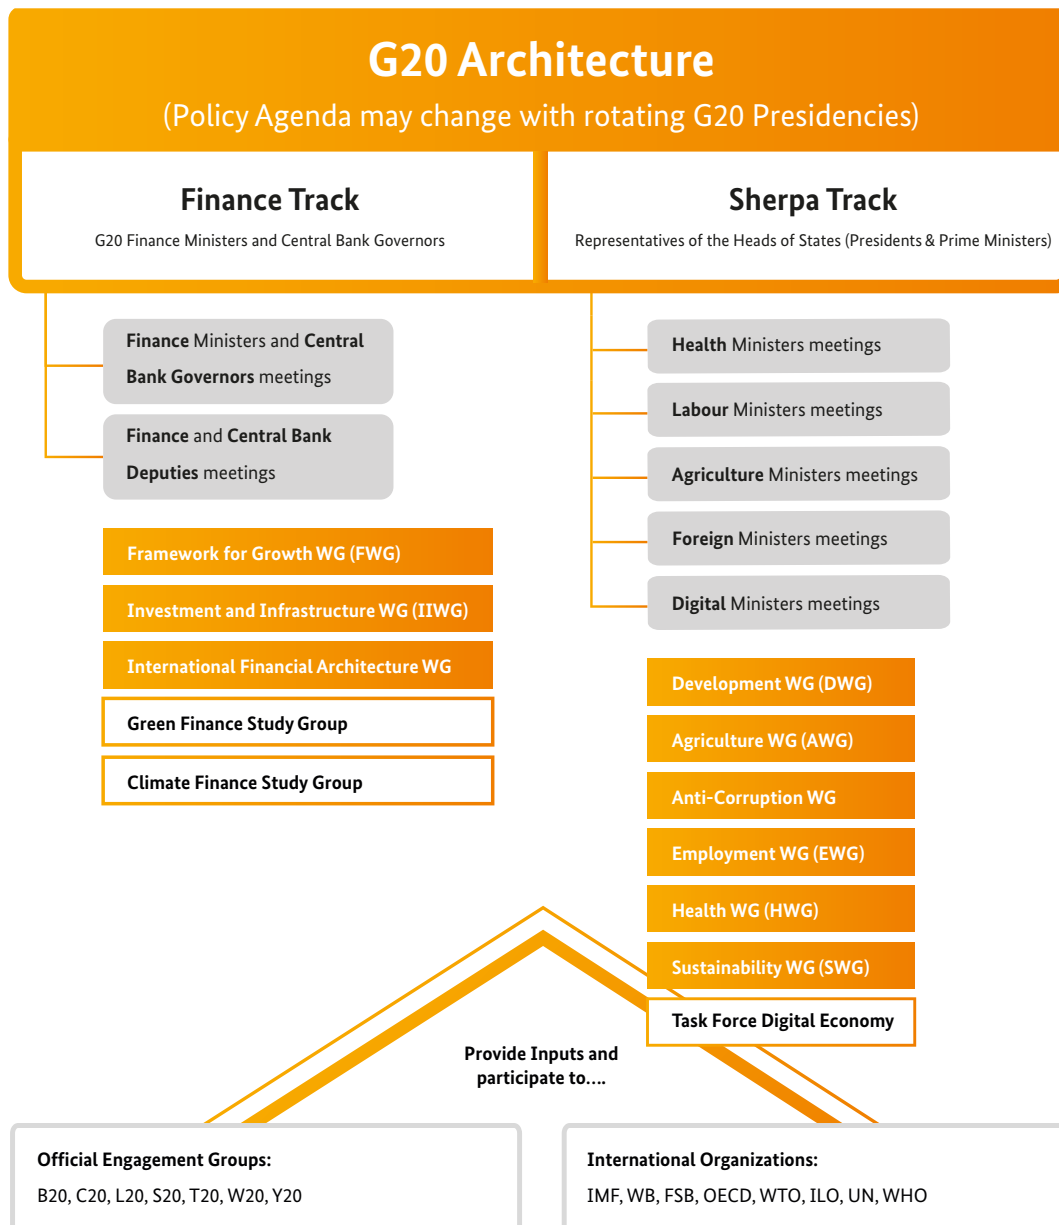 G20 Architecture
(Policy Agenda may change with rotating G20 Presidencies)
Finance Track
G20 Finance Ministers and Central Bank Governors
Sherpa Track
Representatives of the Heads of States (Presidents & Prime Ministers)
Finance Ministers and Central
Bank Governors meetings
Finance and Central Bank
Deputies meetings
Framework for Growth WG (FWG)
Investment and Infrastructure WG (IIWG)
International Financial Architecture WG
Green Finance Study Group
Climate Finance Study Group
Health Ministers meetings
Labour Ministers meetings
Agriculture Ministers meetings
Foreign Ministers meetings
Digital Ministers meetings
Development WG (DWG)
Agriculture WG (AWG)
Anti-Corruption WG
Employment WG (EWG)
Health WG (HWG)
Sustainability WG (SWG)
Task Force Digital Economy
Provide Inputs and
participate to....
Official Engagement Groups:
B20, C20, L20, S20, T20, W20, Y20
International Organizations:
IMF, WB, FSB, OECD, WTO, ILO, UN, WHO